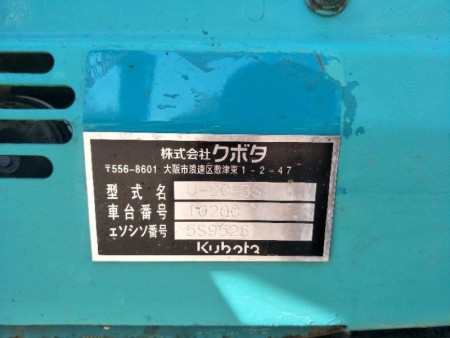 株式会社クボタ
〒556-8601 大阪市浪速区敷津東1-2-47
型式名 U-20-3S
車台番号 10200
エンジン番号 5S9526
Kubota